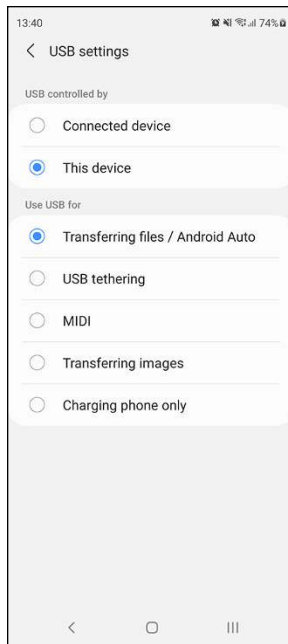 13:40 74%
USB settings
USB controlled by
Connected device
This device
Use USB for
Transferring files / Android Auto
USB tethering
MIDI
Transferring images
Charging phone only